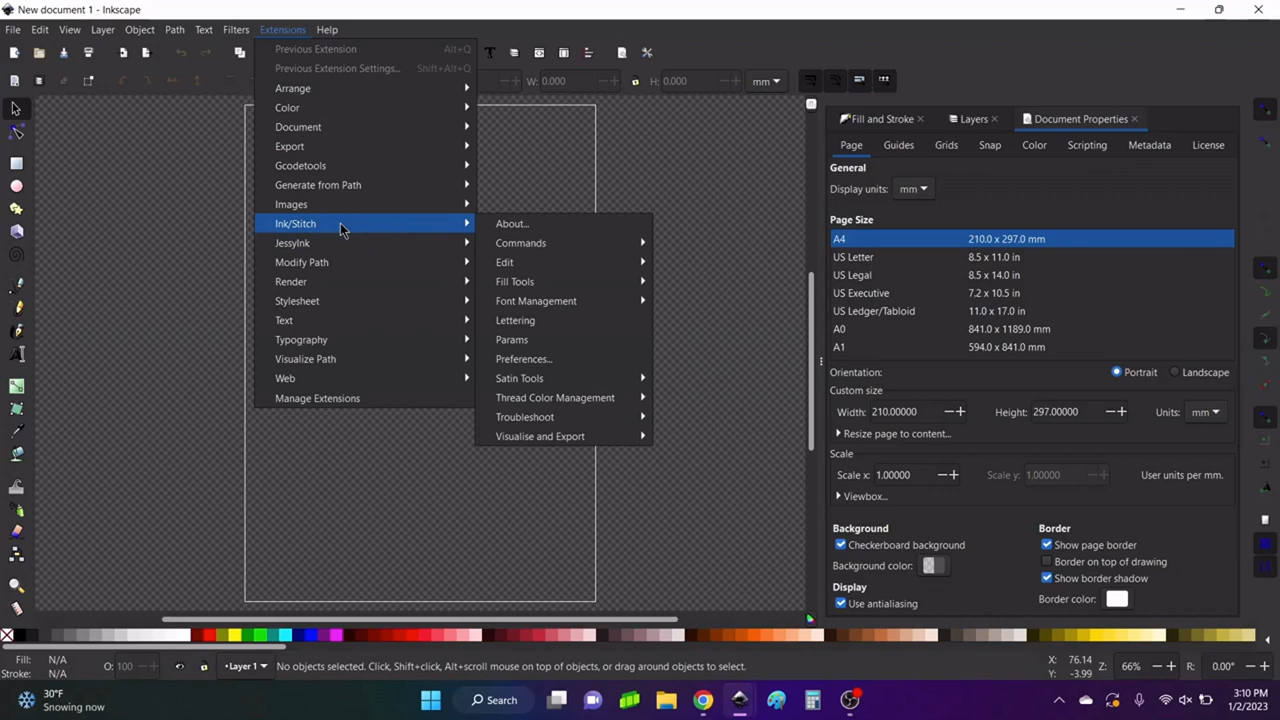 New document 1 - Inkscape
File Edit View Layer Object Path Text Filters Extensions Help
Previous Extension Alt+Q
Previous Extension Settings... Shift+Alt+Q
Arrange
Color
Document
Export
Gcodetools
Generate from Path
Images
Ink/Stitch
JessyInk
Modify Path
Render
Stylesheet
Text
Typography
Visualize Path
Web
Manage Extensions
About...
Commands
Edit
Fill Tools
Font Management
Lettering
Params
Preferences...
Satin Tools
Thread Color Management
Troubleshoot
Visualise and Export
W: 0.000 H: 0.000 mm
Fill and Stroke Layers Document Properties
Page Guides Grids Snap Color Scripting Metadata License
General
Display units: mm
Page Size
A4 210.0 x 297.0 mm
US Letter 8.5 x 11.0 in
US Legal 8.5 x 14.0 in
US Executive 7.2 x 10.5 in
US Ledger/Tabloid 11.0 x 17.0 in
A0 841.0 x 1189.0 mm
A1 594.0 x 841.0 mm
Orientation: Portrait Landscape
Custom size
Width: 210.00000 Height: 297.00000 Units: mm
Resize page to content...
Scale
Scale x: 1.00000 Scale y: 1.00000 User units per mm.
Viewbox...
Background
Checkerboard background
Background color:
Display
Use antialiasing
Border
Show page border
Border on top of drawing
Show border shadow
Border color:
Fill: N/A
Stroke: N/A
O: 100
Layer 1
No objects selected. Click, Shift+click, Alt+scroll mouse on top of objects, or drag around objects to select.
X: 76.14
Y: -3.99
Z: 66%
R: 0.00°
30°F
Snowing now
Search
3:10 PM
1/2/2023